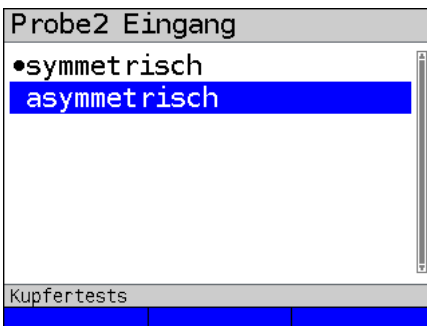 Probe2 Eingang
•symmetrisch
asymmetrisch
Kupfertests